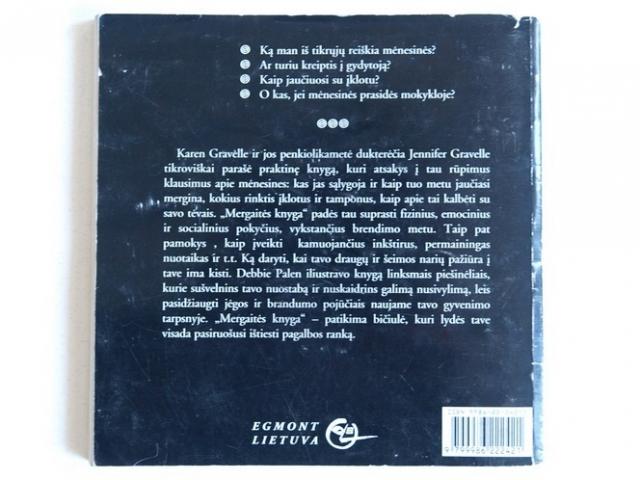 Ką man iš tikrųjų reiškia mėnesinės?
Ar turiu kreiptis į gydytoją?
Kaip jaučiuosi su įklotu?
O kas, jei mėnesinės prasidės mokykloje?
Karen Gravelle ir jos penkiolikametė dukterėčia Jennifer Gravelle
tikroviškai parašė praktinę knygą, kuri atsakys į tau rūpimus
klausimus apie mėnesines: kas jas sąlygoja ir kaip tuo metu jaučiasi
mergina, kokius rinktis įklotus ir tamponus, kaip apie tai kalbėti su
savo tėvais. „Mergaitės knyga“ padės tau suprasti fizinius, emocinius
ir socialinius pokyčius, vykstančius brendimo metu. Taip pat
pamokys , kaip įveikti kamuojančius inkštirus, permainingas
nuotaikas ir t.t. Ką daryti, kai tavo draugų ir šeimos narių pažiūra į
tave ima kisti. Debbie Palen iliustravo knygą linksmais piešinėliais,
kurie sušvelnins tavo nuostabą ir nuskaidrins galimą nusivylimą, leis
pasidžiaugti jėgos ir brandumo pojūčiais naujame tavo gyvenimo
tarpsnyje. „Mergaitės knyga“ – patikima bičiulė, kuri lydės tave
visada pasiruošusi ištiesti pagalbos ranką.
EGMONT
LIETUVA
ISBN 9986-22-